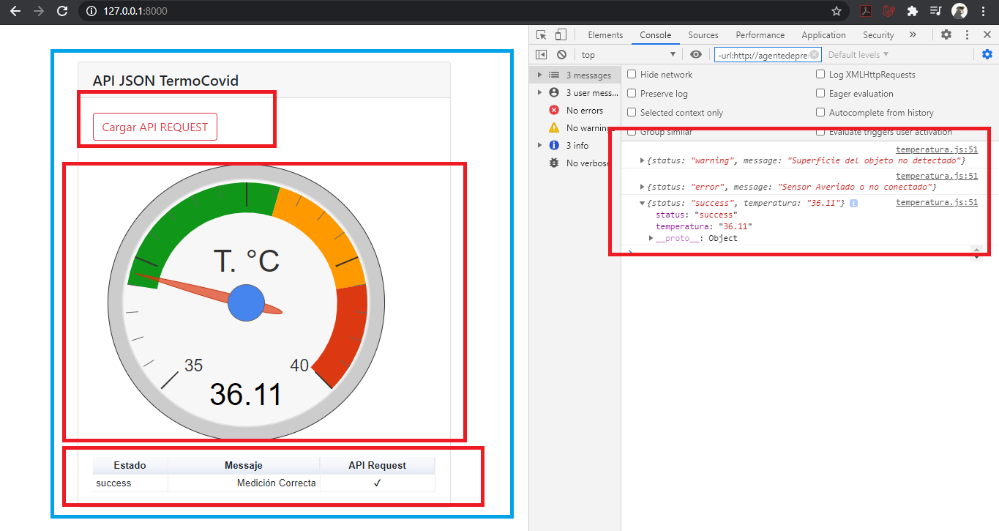 127.0.0.1:8000
API JSON TermoCovid
Cargar API REQUEST
T. °C
35
40
36.11
Estado Messaje API Request
success Medición Correcta ✓
Elements Console Sources Performance Application Security »
top -url:http://agentedepre Default levels
3 messages
3 user mess...
No errors
No warnings
3 info
No verbose
Hide network Log XMLHttpRequests
Preserve log Eager evaluation
Selected context only Autocomplete from history
Group similar Evaluate triggers user activation
temperatura.js:51
{status: "warning", message: "Superficie del objeto no detectado"}
temperatura.js:51
{status: "error", message: "Sensor Averiado o no conectado"}
{status: "success", temperatura: "36.11"} i temperatura.js:51
status: "success"
temperatura: "36.11"
__proto__: Object